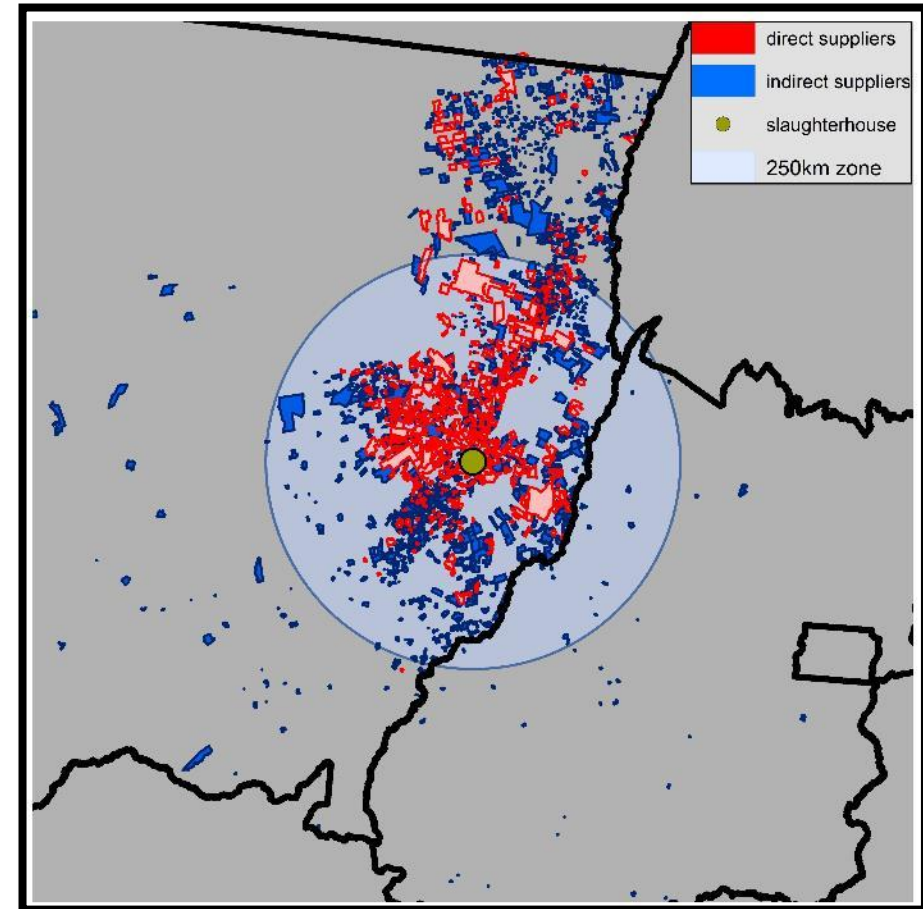 direct suppliers
indirect suppliers
slaughterhouse
250km zone